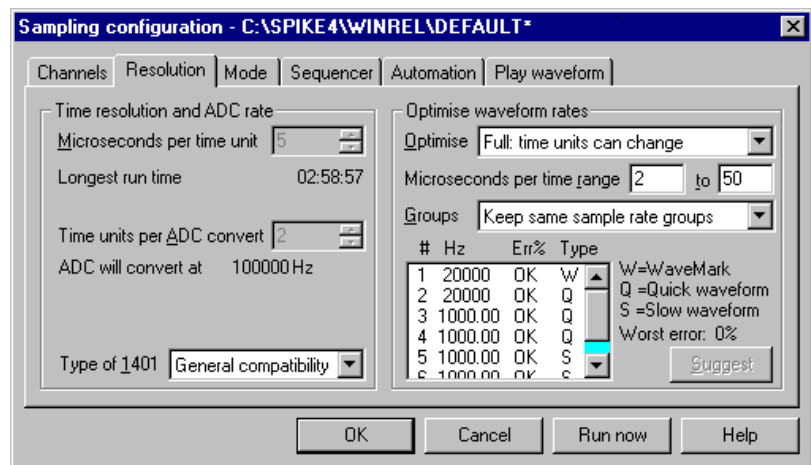 Sampling configuration - C:\SPIKE4\WINREL\DEFAULT*
Channels Resolution Mode Sequencer Automation Play waveform
Time resolution and ADC rate
Microseconds per time unit 5
Longest run time 02:58:57
Time units per ADC convert 2
ADC will convert at 100000 Hz
Type of 1401 General compatibility
Optimise waveform rates
Optimise Full: time units can change
Microseconds per time range 2 to 50
Groups Keep same sample rate groups
# Hz Err% Type
1 20000 OK W
2 20000 OK Q
3 1000.00 OK Q
4 1000.00 OK Q
5 1000.00 OK S
6 1000.00 OK S
W=WaveMark
Q =Quick waveform
S =Slow waveform
Worst error: 0%
Suggest
OK Cancel Run now Help